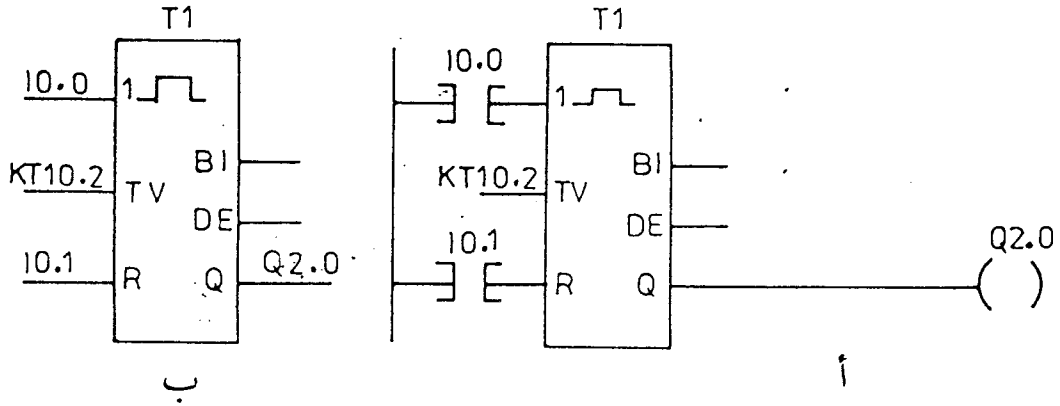 T1
I0.0
1
BI
KT10.2
TV
DE
I0.1
R
Q
Q2.0
ب
T1
I0.0
1
BI
KT10.2
TV
DE
I0.1
R
Q
Q2.0
أ